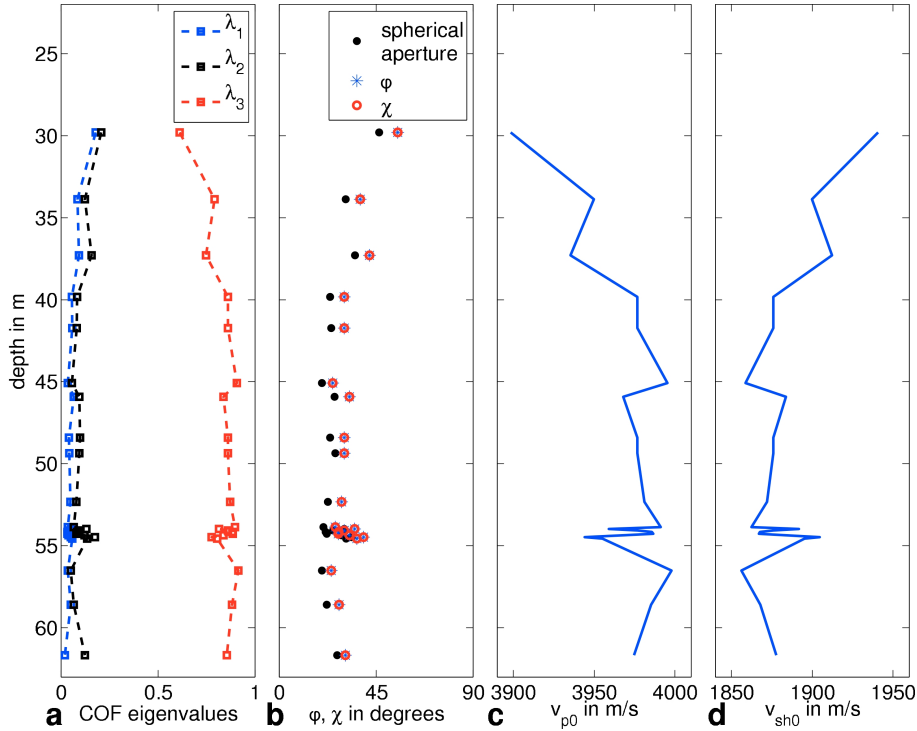 λ1
λ2
λ3
spherical
aperture
φ
χ
25
30
35
40
45
50
55
60
depth in m
0 0.5 1
0 45 90
3900 3950 4000
1850 1900 1950
a COF eigenvalues
b φ, χ in degrees
c vp0 in m/s
d vsh0 in m/s